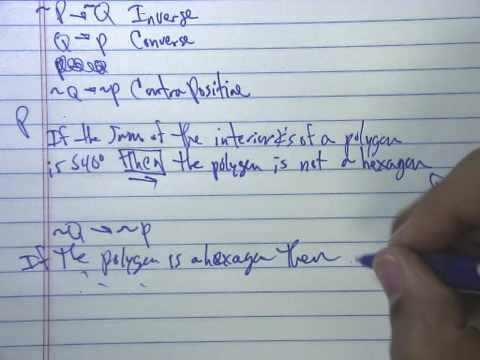 ~P → ~Q Inverse
Q → P Converse
~Q → ~P ContraPositive
P
If the Sum of the interior ∠'s of a polygon
is 540° then the polygon is not a hexagon
~Q → ~P
If The polygon is a hexagon Then